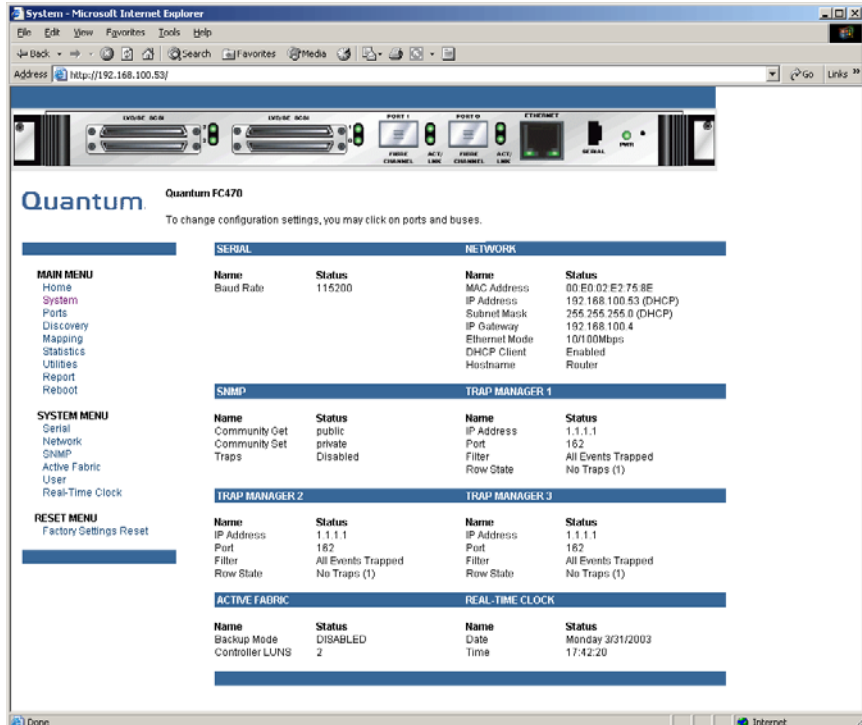 System - Microsoft Internet Explorer
File Edit View Favorites Tools Help
Back Search Favorites Media
Address http://192.168.100.53/ Go Links »
LVD/SE SCSI LVD/SE SCSI PORT 1 PORT 0 ETHERNET
FIBRE CHANNEL ACT/LINK FIBRE CHANNEL ACT/LINK SERIAL PWR
Quantum
Quantum FC470
To change configuration settings, you may click on ports and buses.
MAIN MENU
Home
System
Ports
Discovery
Mapping
Statistics
Utilities
Report
Reboot
SYSTEM MENU
Serial
Network
SNMP
Active Fabric
User
Real-Time Clock
RESET MENU
Factory Settings Reset
SERIAL
Name Status
Baud Rate 115200
NETWORK
Name Status
MAC Address 00:E0:02:E2:75:8E
IP Address 192.168.100.53 (DHCP)
Subnet Mask 255.255.255.0 (DHCP)
IP Gateway 192.168.100.4
Ethernet Mode 10/100Mbps
DHCP Client Enabled
Hostname Router
SNMP
Name Status
Community Get public
Community Set private
Traps Disabled
TRAP MANAGER 1
Name Status
IP Address 1.1.1.1
Port 162
Filter All Events Trapped
Row State No Traps (1)
TRAP MANAGER 2
Name Status
IP Address 1.1.1.1
Port 162
Filter All Events Trapped
Row State No Traps (1)
TRAP MANAGER 3
Name Status
IP Address 1.1.1.1
Port 162
Filter All Events Trapped
Row State No Traps (1)
ACTIVE FABRIC
Name Status
Backup Mode DISABLED
Controller LUNS 2
REAL-TIME CLOCK
Name Status
Date Monday 3/31/2003
Time 17:42:20
Done Internet